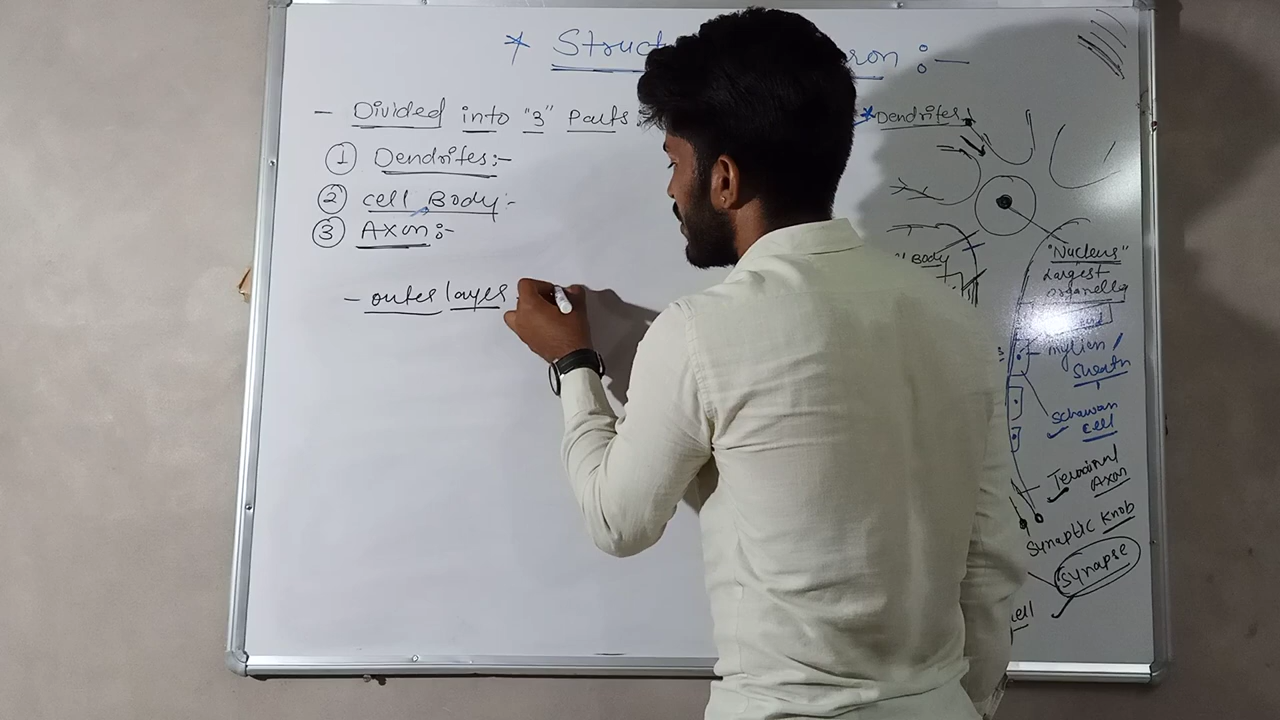 * Struct ron :-
- Divided into "3" Parts :
① Dendrites:-
② cell Body:-
③ Axon:-
- outer layer
*Dendrites
Body
"Nucleus"
Largest
organelle
mylien
Sheath
Schawan
cell
Terminal
Axon
Synaptic Knob
Synapse
ell